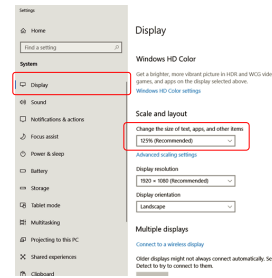 Settings
Home
Find a setting
System
Display
Sound
Notifications & actions
Focus assist
Power & sleep
Battery
Storage
Tablet mode
Multitasking
Projecting to this PC
Shared experiences
Clipboard
Display
Windows HD Color
Get a brighter, more vibrant picture in HDR and WCG vide
games, and apps on the display selected above.
Windows HD Color settings
Scale and layout
Change the size of text, apps, and other items
125% (Recommended)
Advanced scaling settings
Display resolution
1920 × 1080 (Recommended)
Display orientation
Landscape
Multiple displays
Connect to a wireless display
Older displays might not always connect automatically. Se
Detect to try to connect to them.